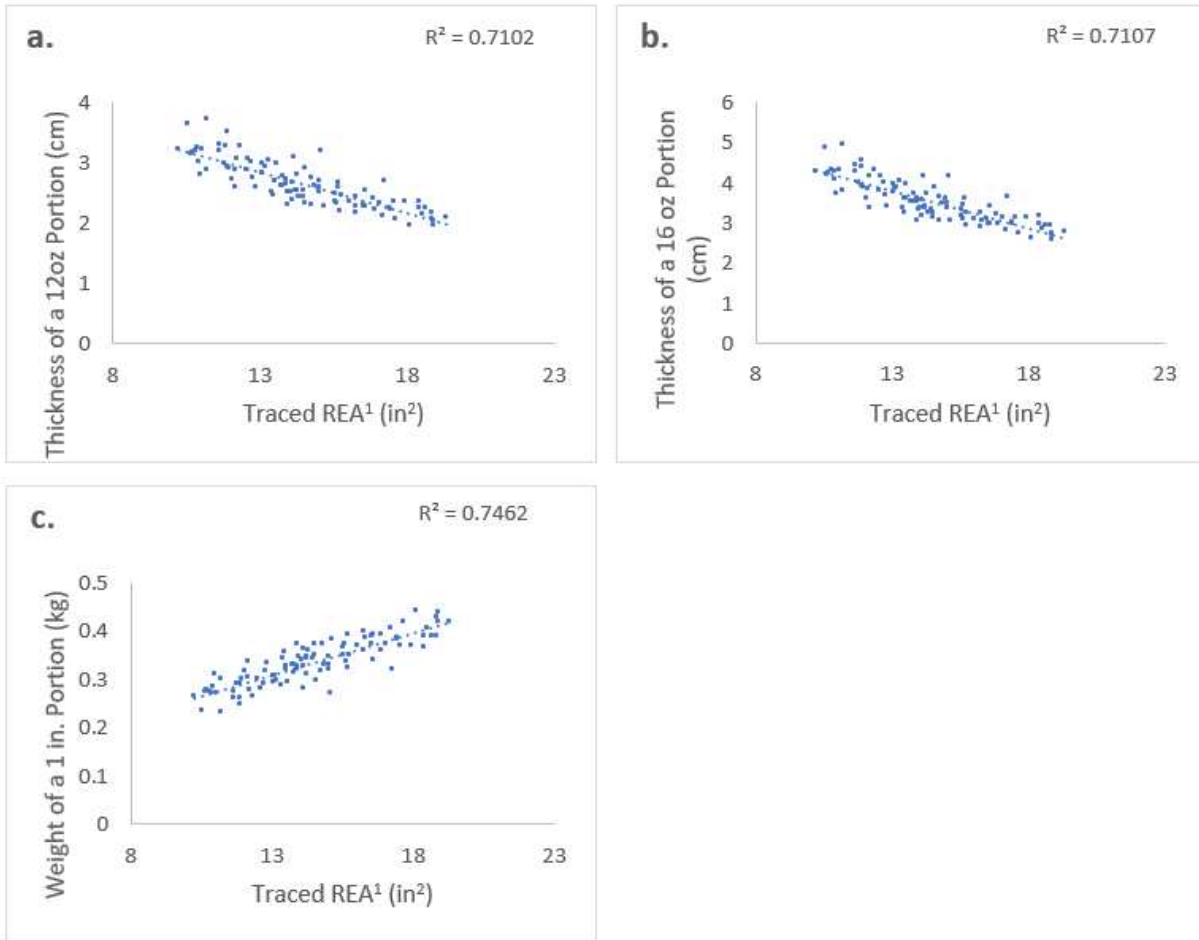 a.
R² = 0.7102
Thickness of a 12oz Portion (cm)
4
3
2
1
0
8 13 18 23
Traced REA¹ (in²)
b.
R² = 0.7107
Thickness of a 16 oz Portion
(cm)
6
5
4
3
2
1
0
8 13 18 23
Traced REA¹ (in²)
c.
R² = 0.7462
Weight of a 1 in. Portion (kg)
0.5
0.4
0.3
0.2
0.1
0
8 13 18 23
Traced REA¹ (in²)